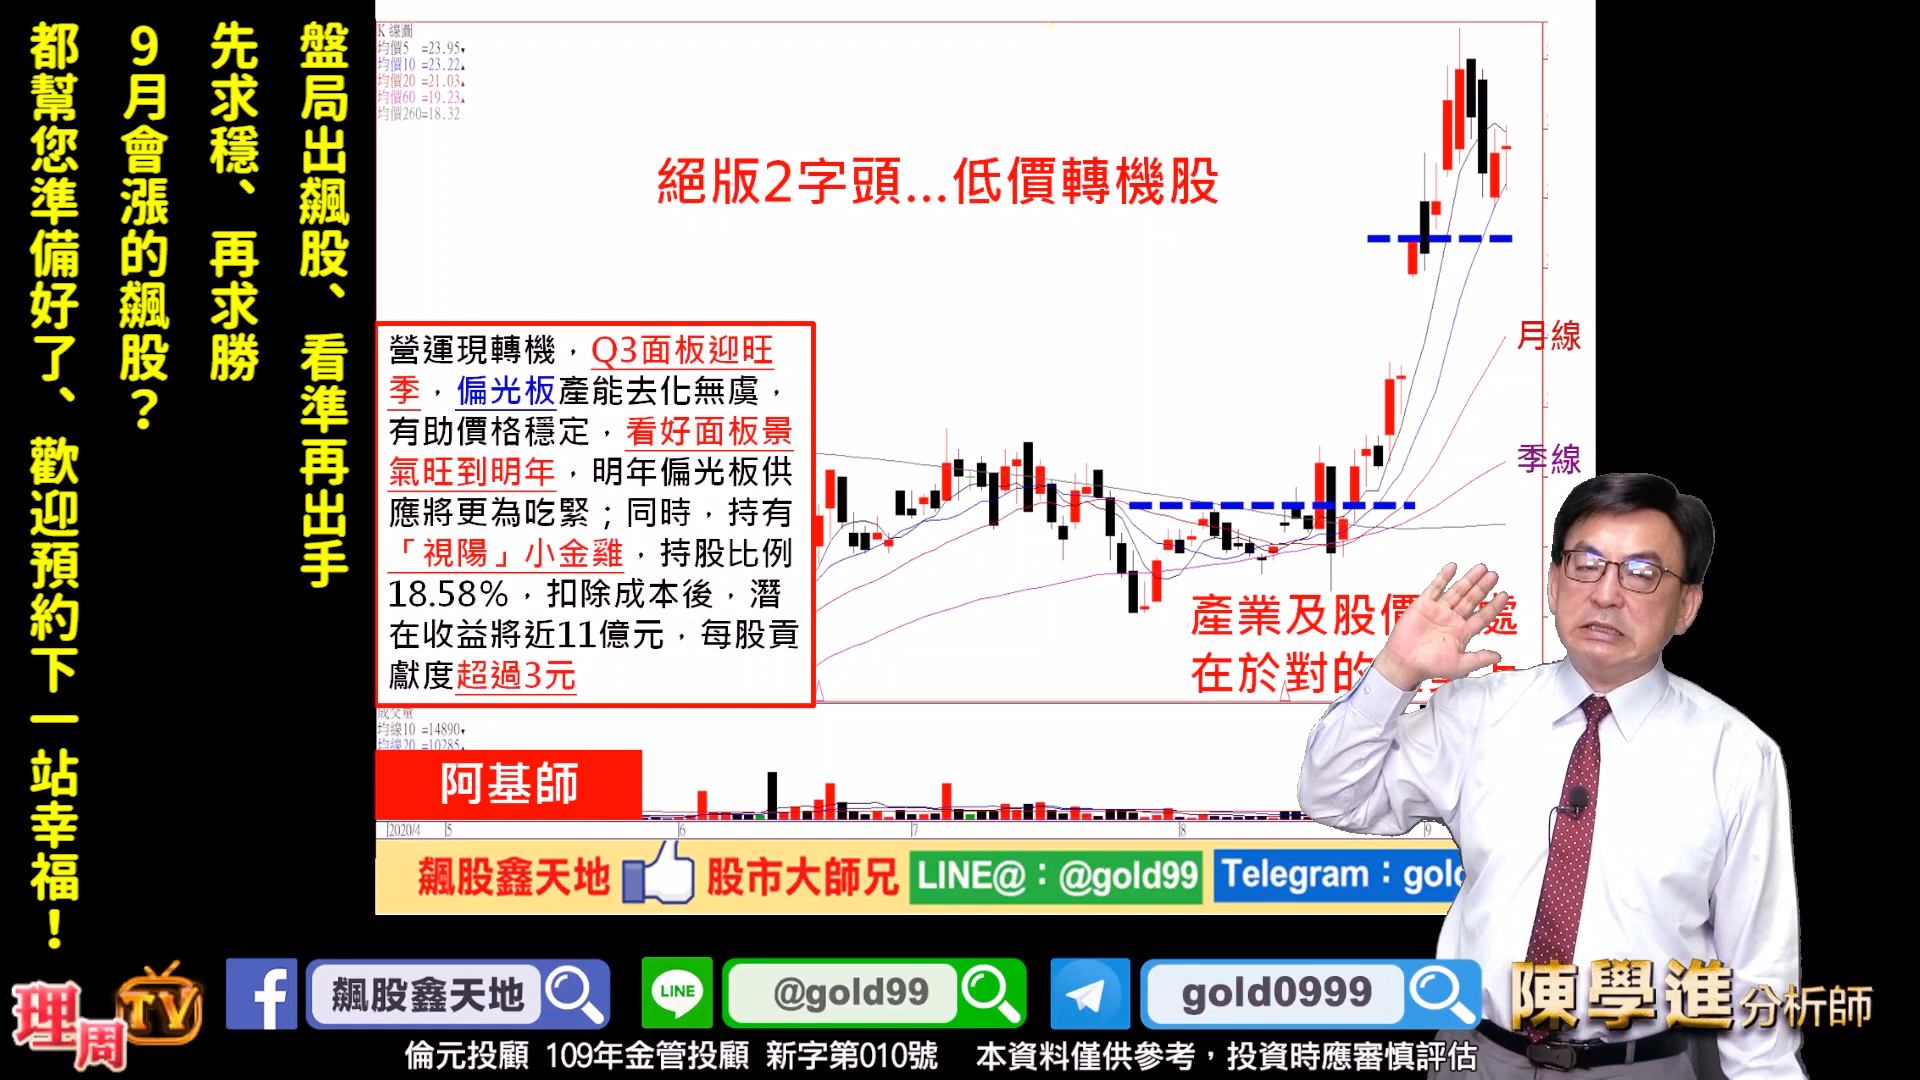 盤局出飆股、看準再出手
先求穩、再求勝
9月會漲的飆股？
都幫您準備好了、歡迎預約下一站幸福！
K線圖
均價5 =23.95▼
均價10 =23.22▲
均價20 =21.03▲
均價60 =19.23▲
均價260=18.32
絕版2字頭...低價轉機股
月線
季線
營運現轉機，Q3面板迎旺
季，偏光板產能去化無虞，
有助價格穩定，看好面板景
氣旺到明年，明年偏光板供
應將更為吃緊；同時，持有
「視陽」小金雞，持股比例
18.58%，扣除成本後，潛
在收益將近11億元，每股貢
獻度超過3元
產業及股價 處
在於對的
成交量
均線10 =14890▼
均線20 =10285▲
阿基師
2020/4 5 6 7 8 9
飆股鑫天地 股市大師兄 LINE@：@gold99 Telegram：gol
理周TV
飆股鑫天地
LINE
@gold99
gold0999
陳學進分析師
倫元投顧 109年金管投顧 新字第010號 本資料僅供參考，投資時應審慎評估